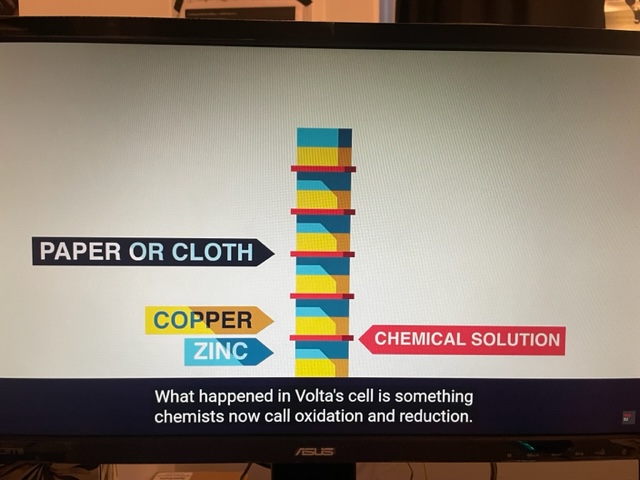 PAPER OR CLOTH
COPPER
ZINC
CHEMICAL SOLUTION
What happened in Volta's cell is something
chemists now call oxidation and reduction.
HDMI
ASUS